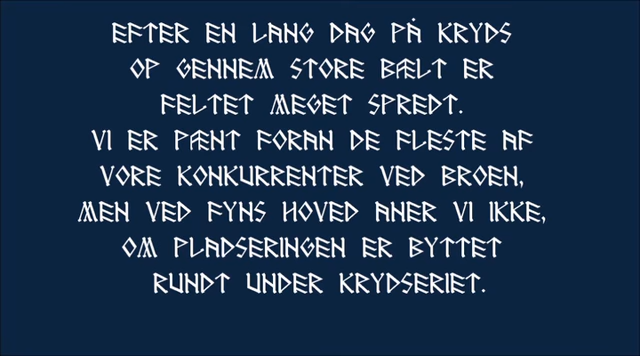 EFTER EN LANG DAG PÅ KRYDS
OP GENNEM STORE BÆLT ER
FELTET MEGET SPREDT.
VI ER PÆNT FORAN DE FLESTE AF
VORE KONKURRENTER VED BROEN,
MEN VED FYNS HOVED ANER VI IKKE,
OM PLADSERINGEN ER BYTTET
RUNDT UNDER KRYDSERIET.